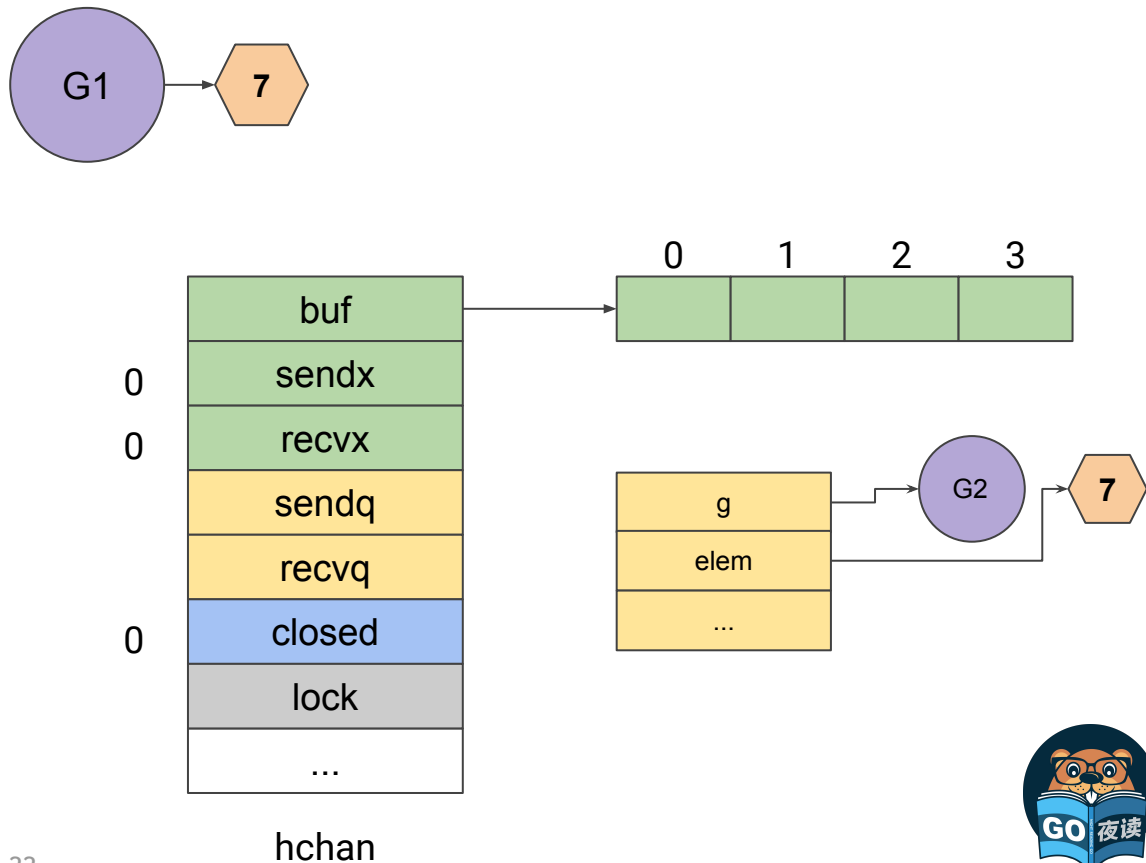 G1
7
0 1 2 3
buf
0 sendx
0 recvx
sendq
recvq
0 closed
lock
...
g
G2
7
elem
...
hchan
GO 夜读